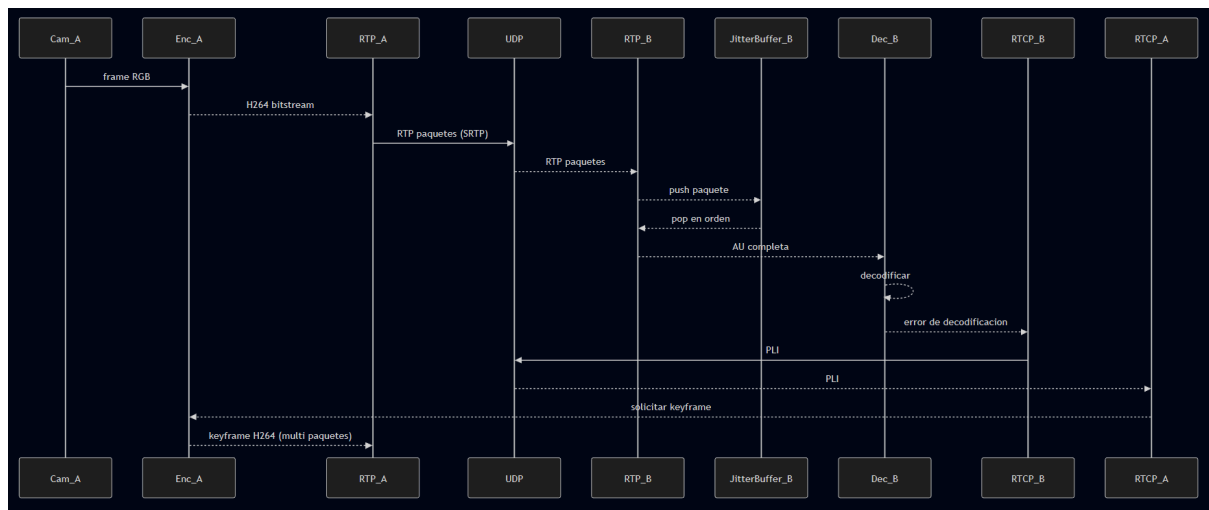 Cam_A
Enc_A
RTP_A
UDP
RTP_B
JitterBuffer_B
Dec_B
RTCP_B
RTCP_A
frame RGB
H264 bitstream
RTP paquetes (SRTP)
RTP paquetes
push paquete
pop en orden
AU completa
decodificar
error de decodificacion
PLI
PLI
solicitar keyframe
keyframe H264 (multi paquetes)
Cam_A
Enc_A
RTP_A
UDP
RTP_B
JitterBuffer_B
Dec_B
RTCP_B
RTCP_A